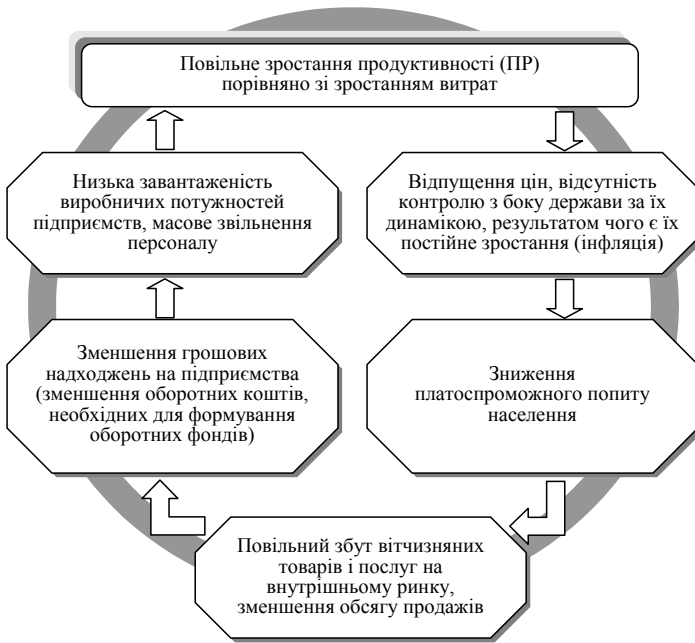 Повільне зростання продуктивності (ПР)
порівняно зі зростанням витрат
Відпущення цін, відсутність
контролю з боку держави за їх
динамікою, результатом чого є їх
постійне зростання (інфляція)
Зниження
платоспроможного попиту
населення
Повільний збут вітчизняних
товарів і послуг на
внутрішньому ринку,
зменшення обсягу продажів
Зменшення грошових
надходжень на підприємства
(зменшення оборотних коштів,
необхідних для формування
оборотних фондів)
Низька завантаженість
виробничих потужностей
підприємств, масове звільнення
персоналу